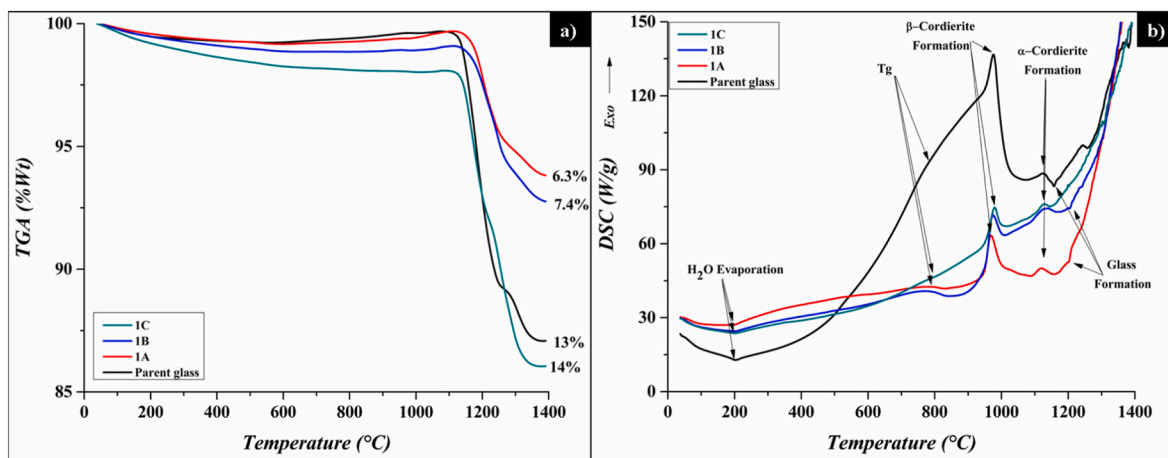 a)
TGA (%Wt)
100
95
90
85
6.3%
7.4%
13%
14%
1C
1B
1A
Parent glass
0
200
400
600
800
1000
1200
1400
Temperature (°C)
b)
DSC (W/g)
Exo
150
120
90
60
30
0
1C
1B
1A
Parent glass
β–Cordierite
Formation
Tg
α–Cordierite
Formation
H2O Evaporation
Glass
Formation
0
200
400
600
800
1000
1200
1400
Temperature (°C)